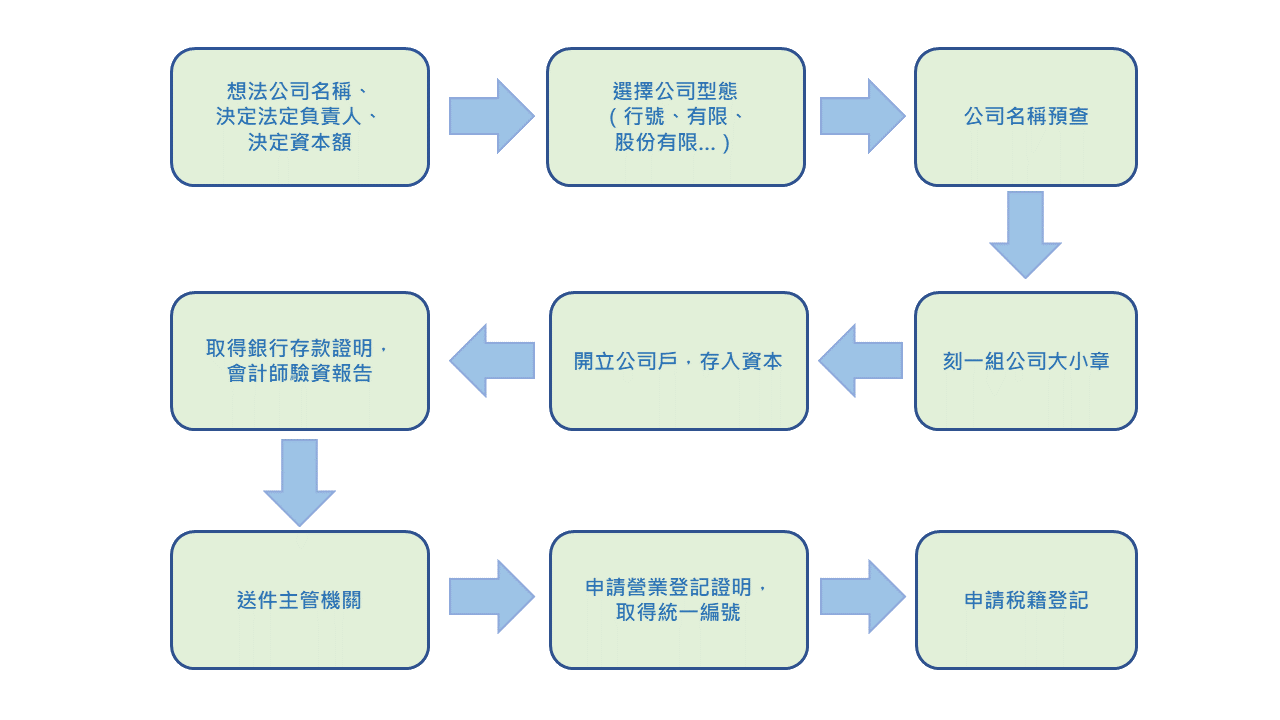 想法公司名稱、
決定法定負責人、
決定資本額
選擇公司型態
(行號、有限、
股份有限...)
公司名稱預查
刻一組公司大小章
開立公司戶，存入資本
取得銀行存款證明，
會計師驗資報告
送件主管機關
申請營業登記證明，
取得統一編號
申請稅籍登記